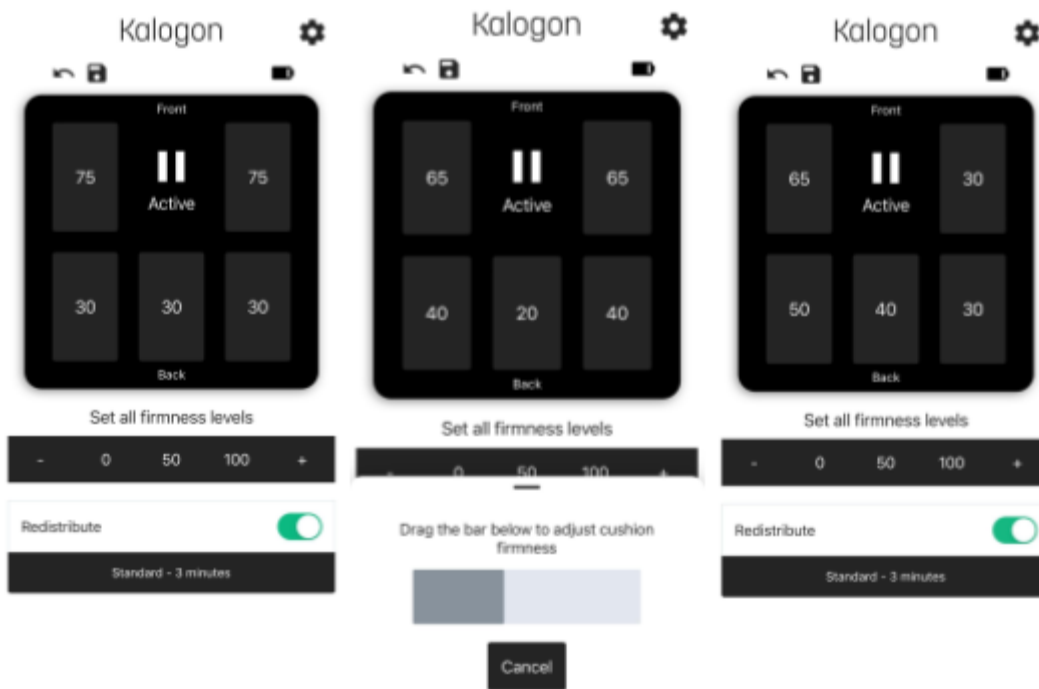 Kalogon
Front
75 75
Active
30 30 30
Back
Set all firmness levels
- 0 50 100 +
Redistribute
Standard - 3 minutes
Kalogon
Front
65 65
Active
40 20 40
Back
Set all firmness levels
- 0 50 100 +
Drag the bar below to adjust cushion
firmness
Cancel
Kalogon
Front
65 30
Active
50 40 30
Back
Set all firmness levels
- 0 50 100 +
Redistribute
Standard - 3 minutes